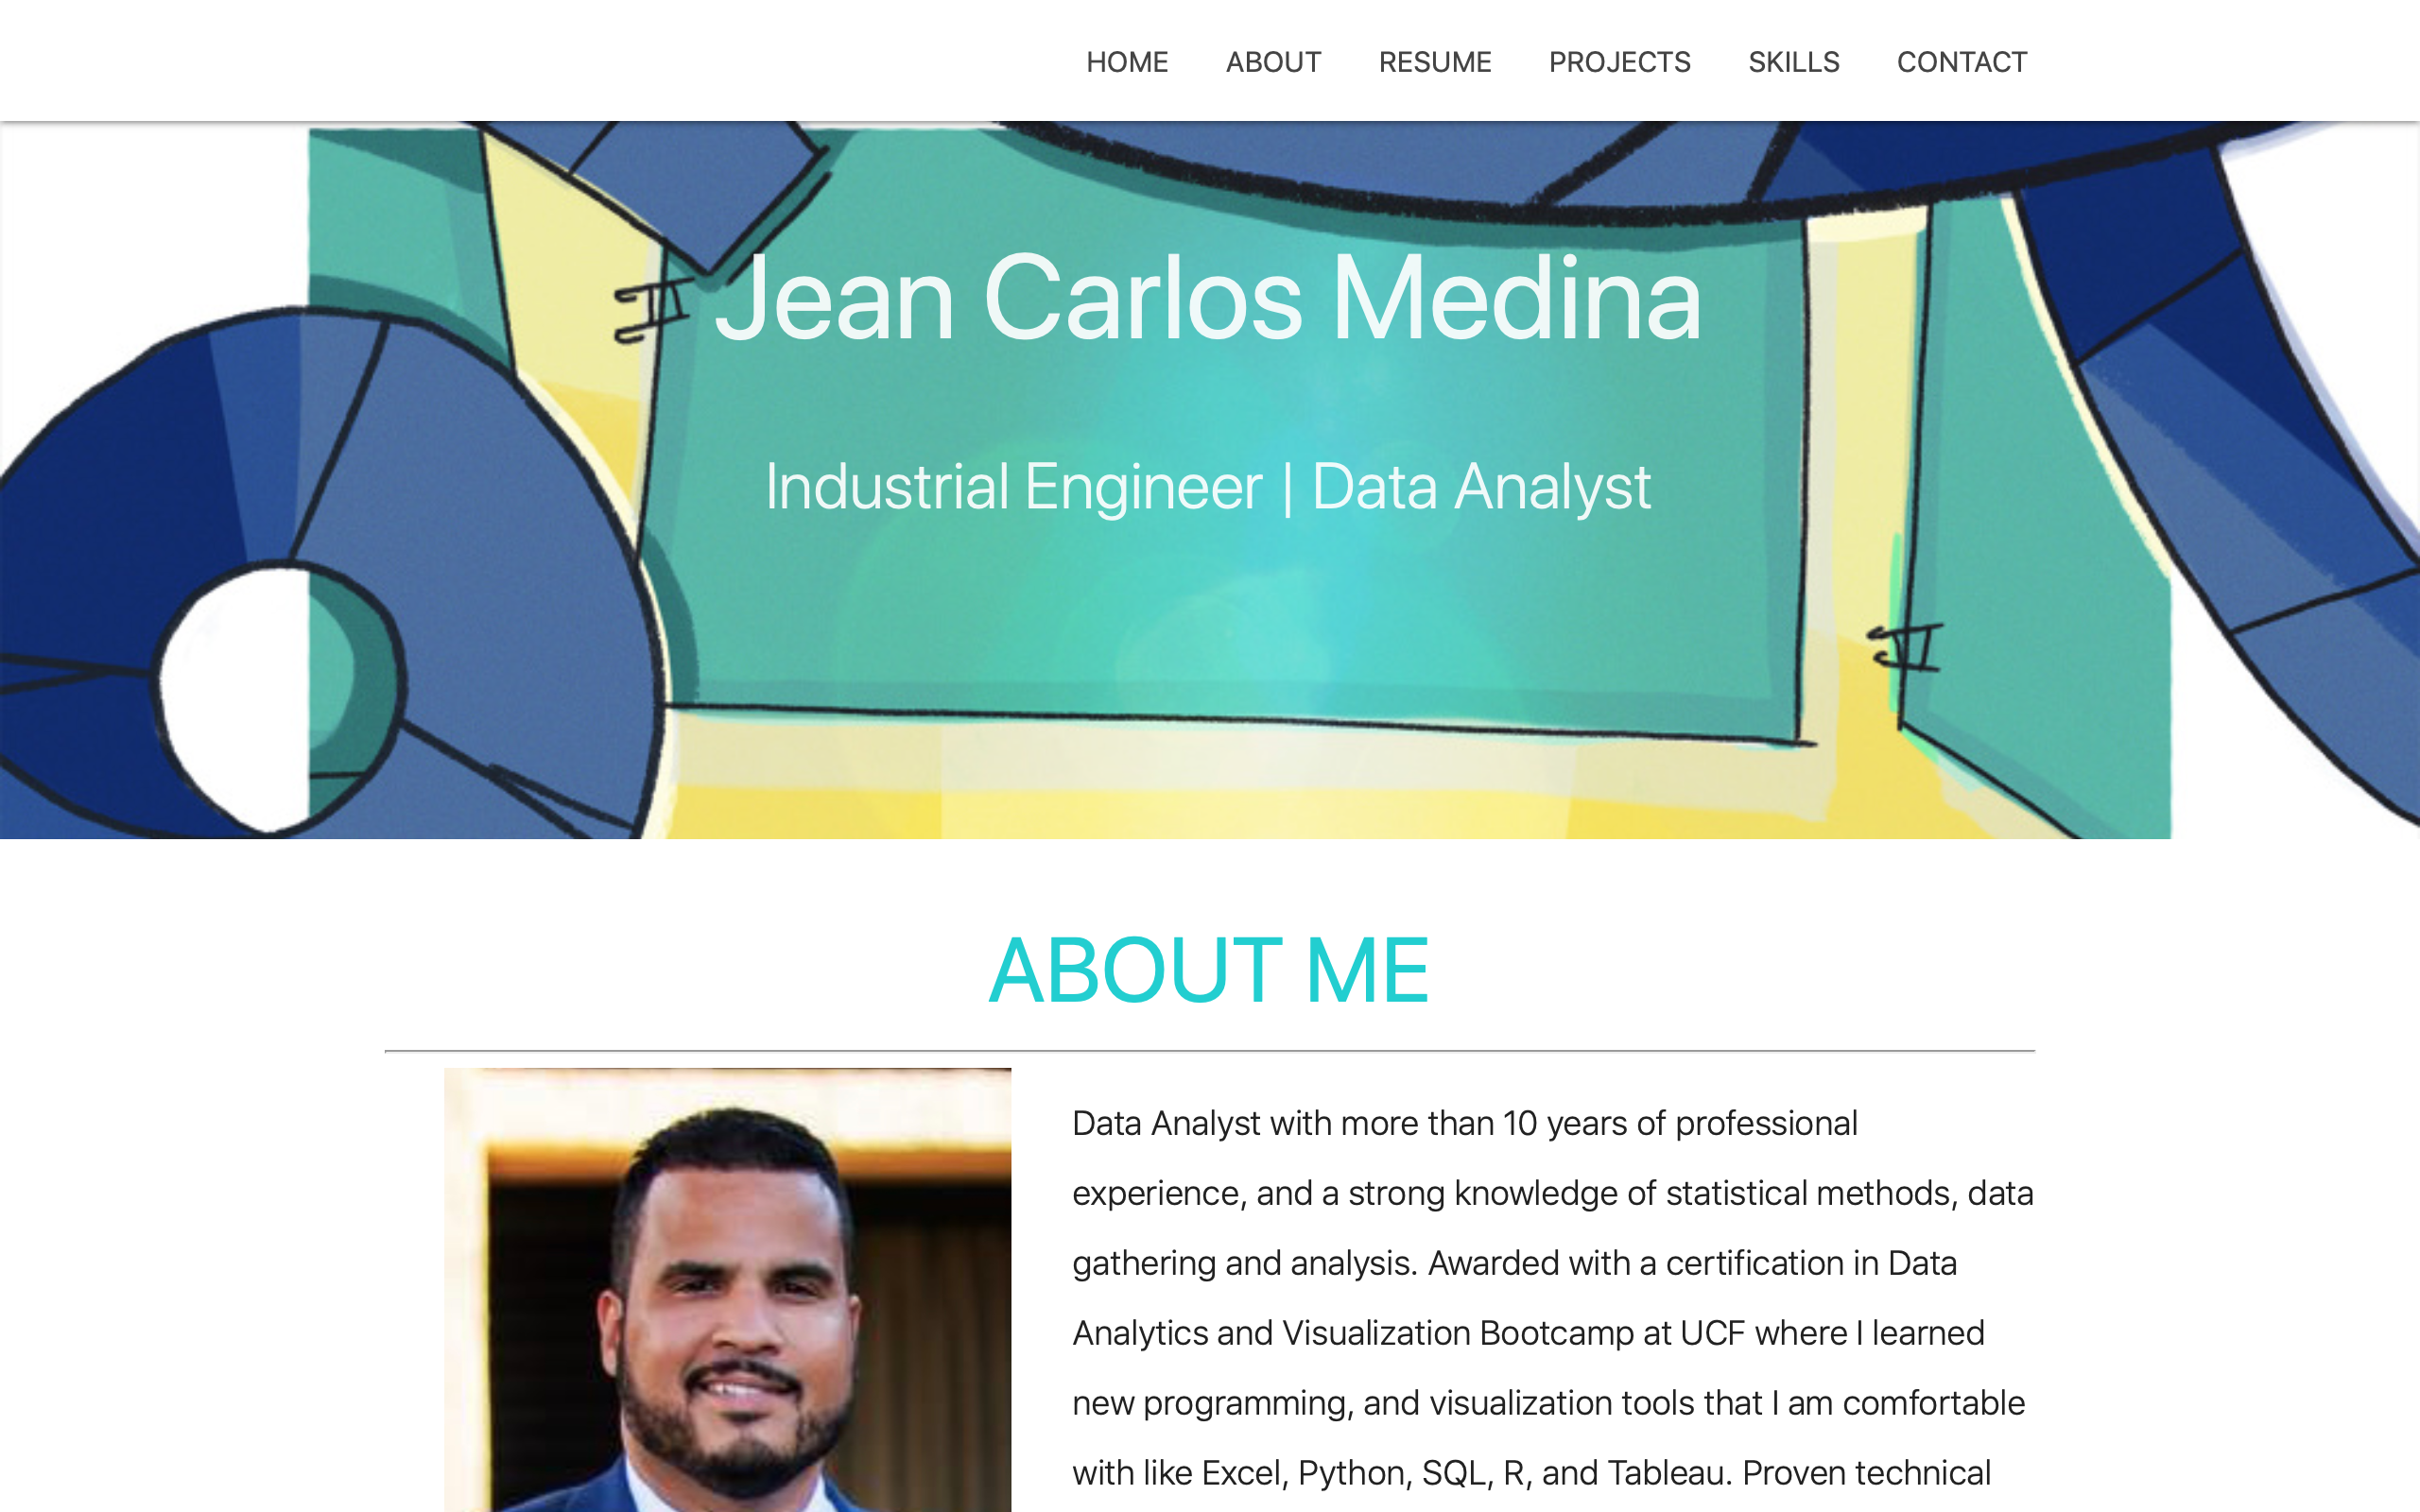 HOME ABOUT RESUME PROJECTS SKILLS CONTACT
Jean Carlos Medina
Industrial Engineer | Data Analyst
ABOUT ME
Data Analyst with more than 10 years of professional
experience, and a strong knowledge of statistical methods, data
gathering and analysis. Awarded with a certification in Data
Analytics and Visualization Bootcamp at UCF where I learned
new programming, and visualization tools that I am comfortable
with like Excel, Python, SQL, R, and Tableau. Proven technical